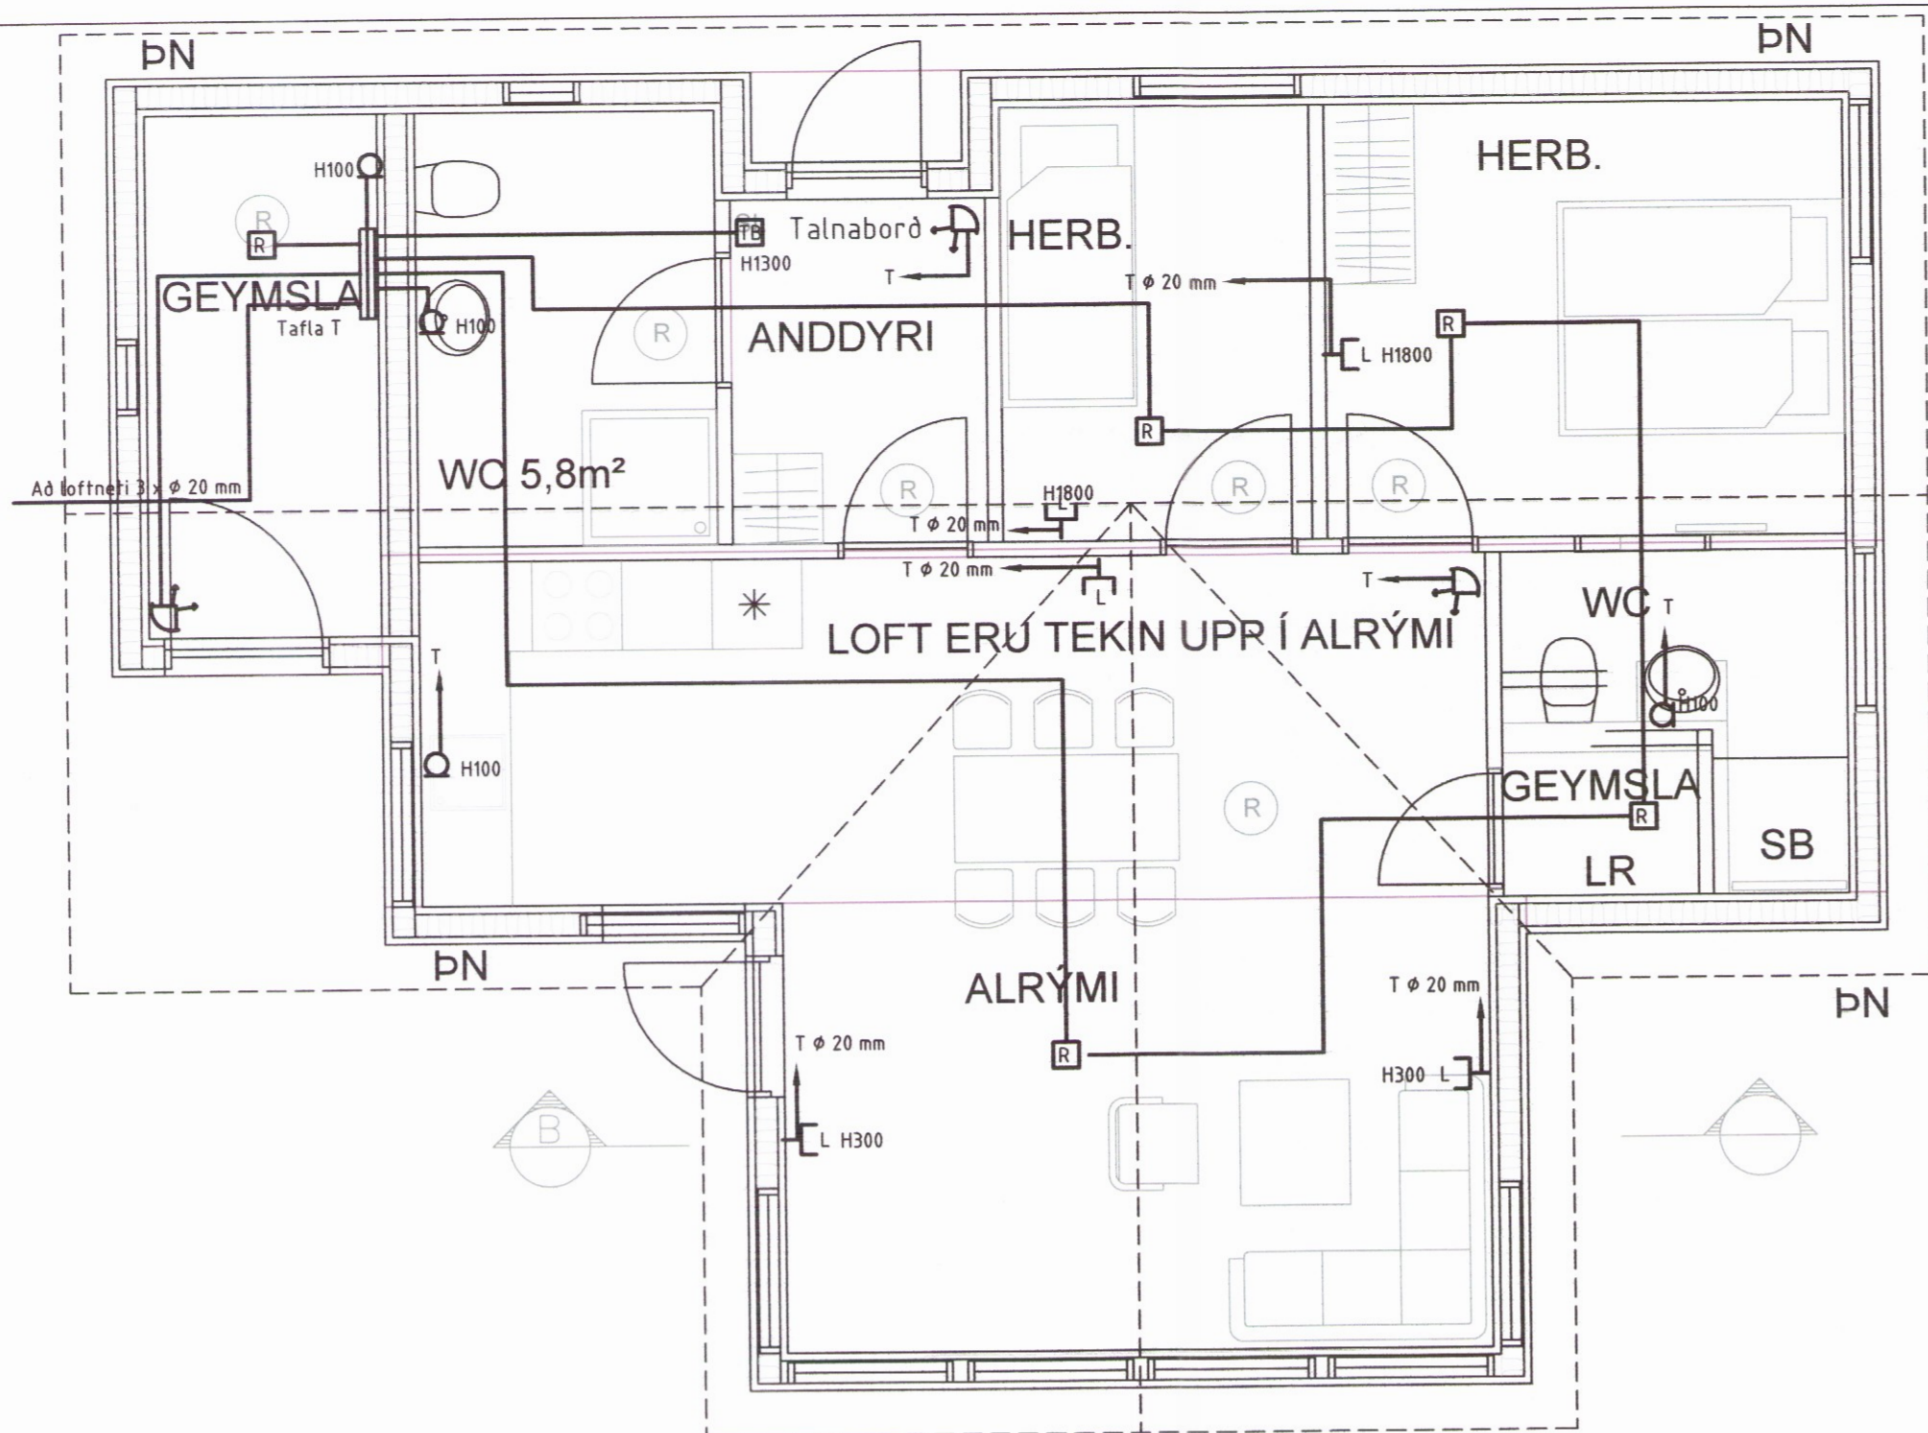 ÞN
ÞN
H100
R
R
GEYMSLA
Tafla T
H100
TB
H1300
Talnaborð
T
R
ANDDYRI
HERB.
HERB.
T ϕ 20 mm
L H1800
R
R
WC 5,8m²
Að loftneti 3 x ϕ 20 mm
R
R
R
H1800
L
T ϕ 20 mm
T ϕ 20 mm
L
T
LOFT ERU TEKIN UPP Í ALRÝMI
WC
T
H100
T
H100
R
GEYMSLA
R
LR
SB
ÞN
ALRÝMI
T ϕ 20 mm
ÞN
R
T ϕ 20 mm
H300 L
L H300
B